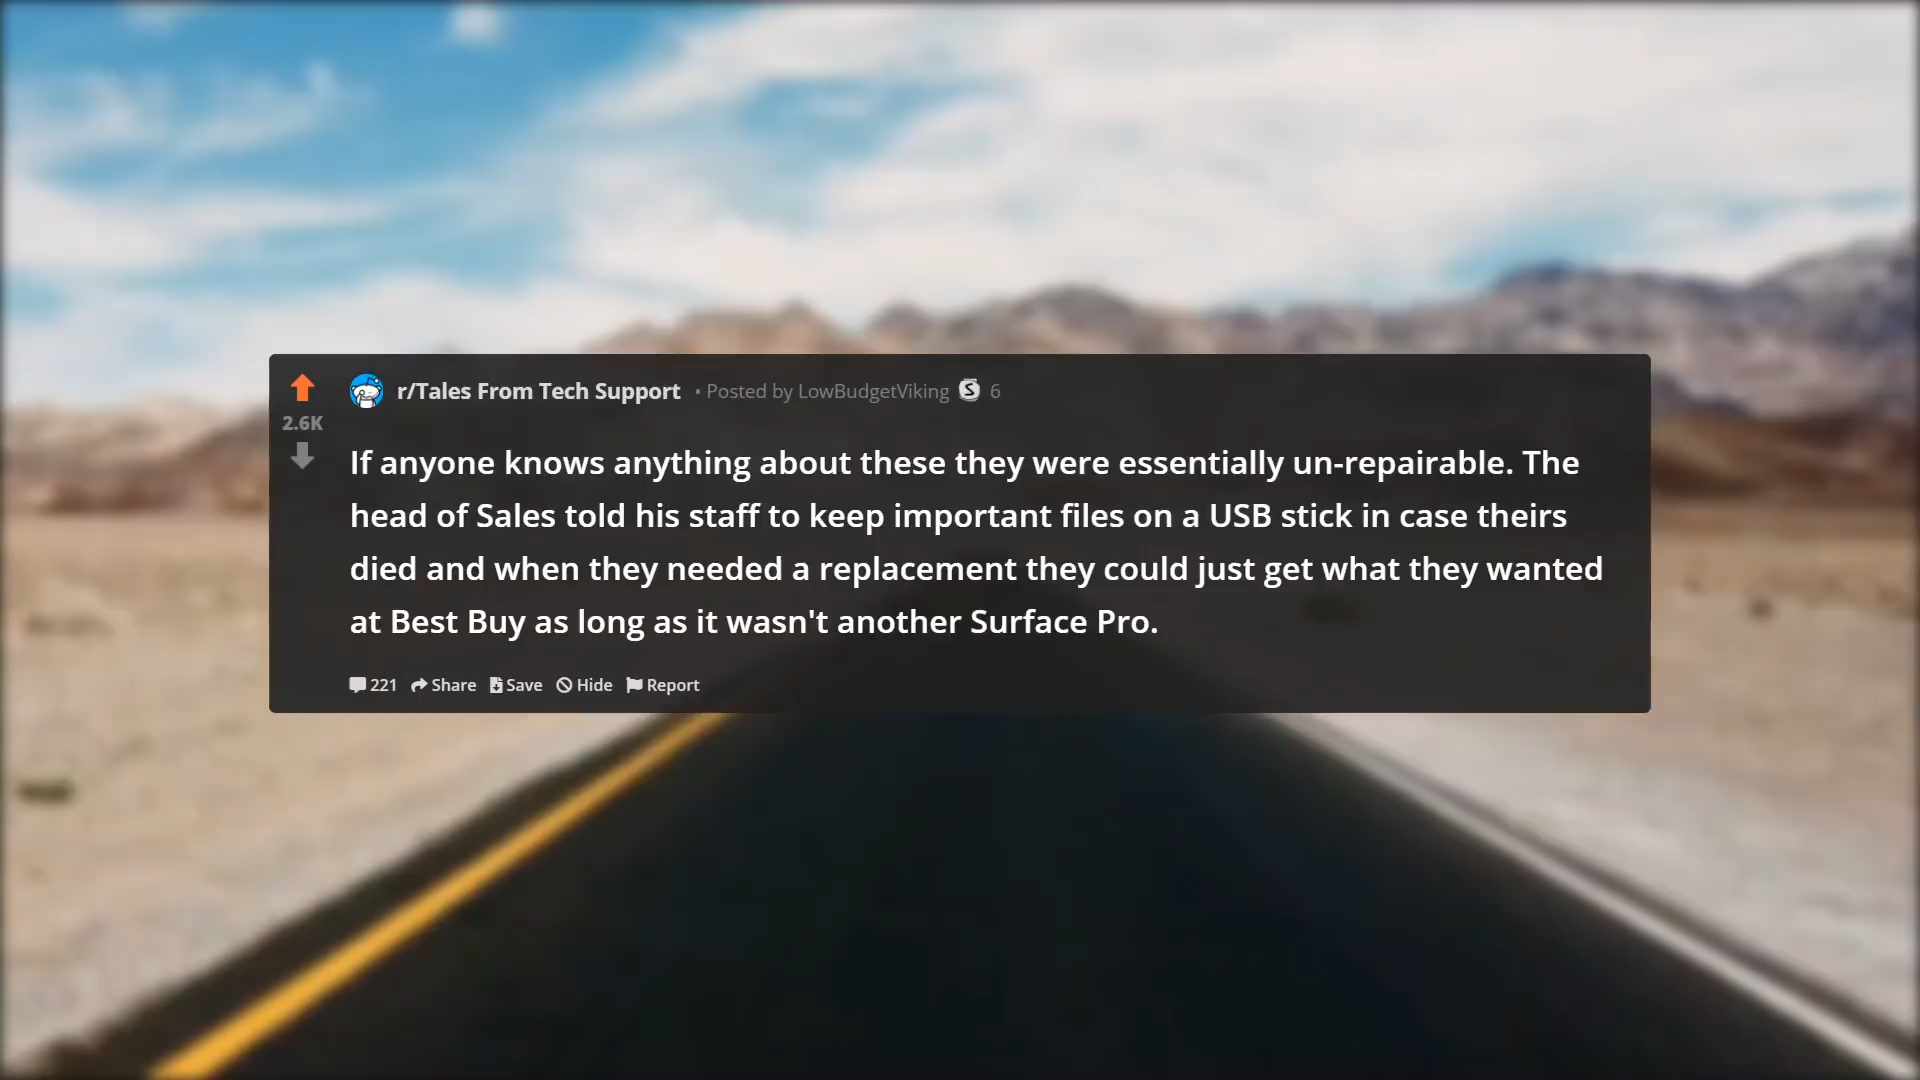 r/Tales From Tech Support • Posted by LowBudgetViking S 6
2.6K
If anyone knows anything about these they were essentially un-repairable. The
head of Sales told his staff to keep important files on a USB stick in case theirs
died and when they needed a replacement they could just get what they wanted
at Best Buy as long as it wasn't another Surface Pro.
221 Share Save Hide Report